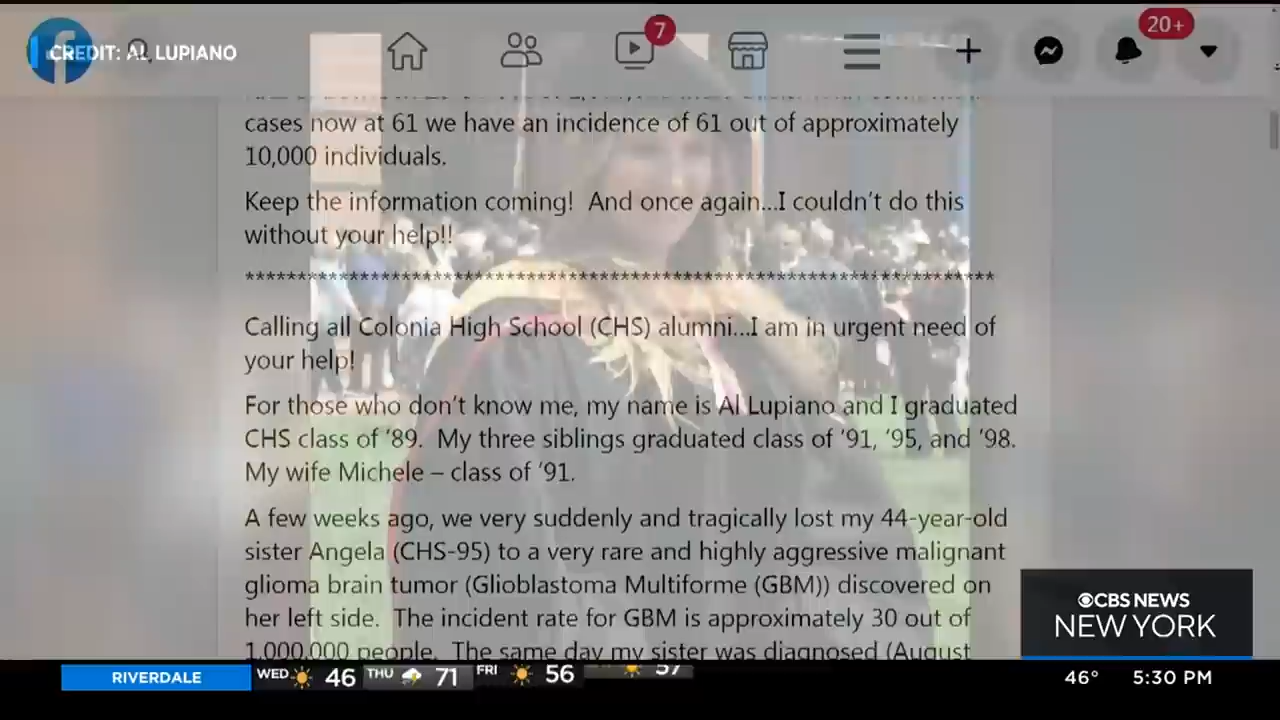 CREDIT: AL LUPIANO
7
20+
cases now at 61 we have an incidence of 61 out of approximately
10,000 individuals.
Keep the information coming!  And once again...I couldn't do this
without your help!!
*************************************************************************
Calling all Colonia High School (CHS) alumni...I am in urgent need of
your help!
For those who don't know me, my name is Al Lupiano and I graduated
CHS class of '89.  My three siblings graduated class of '91, '95, and '98.
My wife Michele – class of '91.
A few weeks ago, we very suddenly and tragically lost my 44-year-old
sister Angela (CHS-95) to a very rare and highly aggressive malignant
glioma brain tumor (Glioblastoma Multiforme (GBM)) discovered on
her left side.  The incident rate for GBM is approximately 30 out of
1,000,000 people.  The same day my sister was diagnosed (August
CBS NEWS
NEW YORK
RIVERDALE WED 46 THU 71 FRI 56 57 46° 5:30 PM